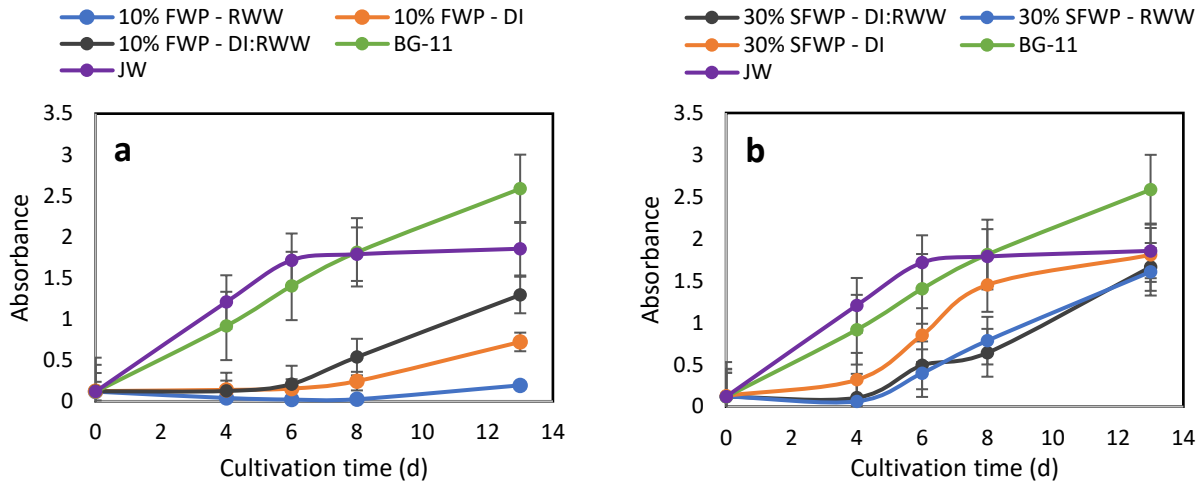 10% FWP - RWW 10% FWP - DI
10% FWP - DI:RWW BG-11
JW
a
Absorbance
3.5
3
2.5
2
1.5
1
0.5
0
0 2 4 6 8 10 12 14
Cultivation time (d)
30% SFWP - DI:RWW 30% SFWP - RWW
30% SFWP - DI BG-11
JW
b
Absorbance
3.5
3
2.5
2
1.5
1
0.5
0
0 2 4 6 8 10 12 14
Cultivation time (d)